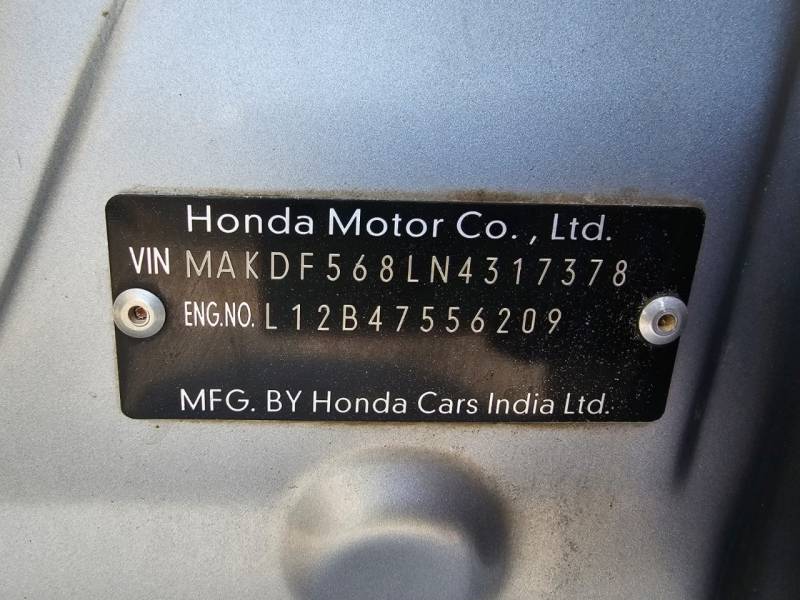 Honda Motor Co., Ltd.
VIN MAKDF568LN4317378
ENG.NO. L12B47556209
MFG. BY Honda Cars India Ltd.